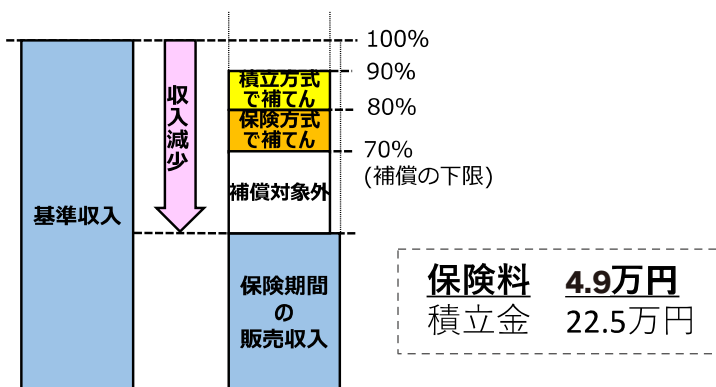 100%
90%
積立方式
で補てん
80%
保険方式
で補てん
70%
(補償の下限)
収入減少
補償対象外
基準収入
保険期間
の
販売収入
保険料 4.9万円
積立金 22.5万円